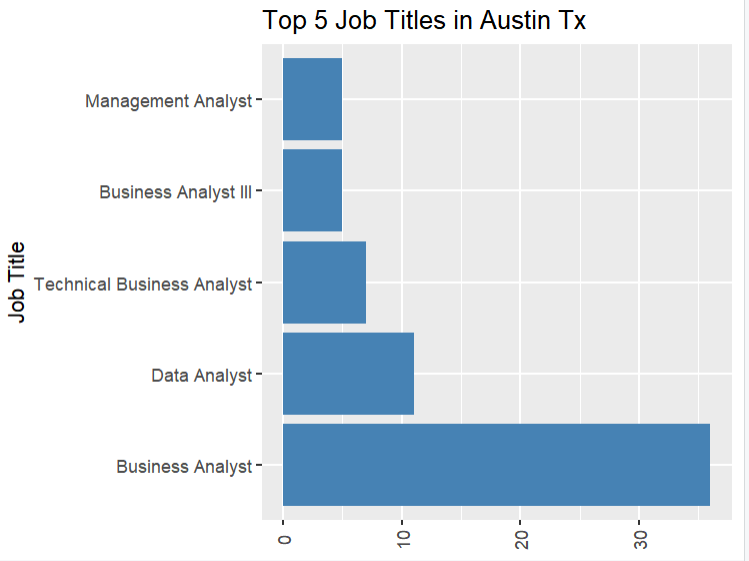 Top 5 Job Titles in Austin Tx
Job Title
Management Analyst
Business Analyst III
Technical Business Analyst
Data Analyst
Business Analyst
0
10
20
30